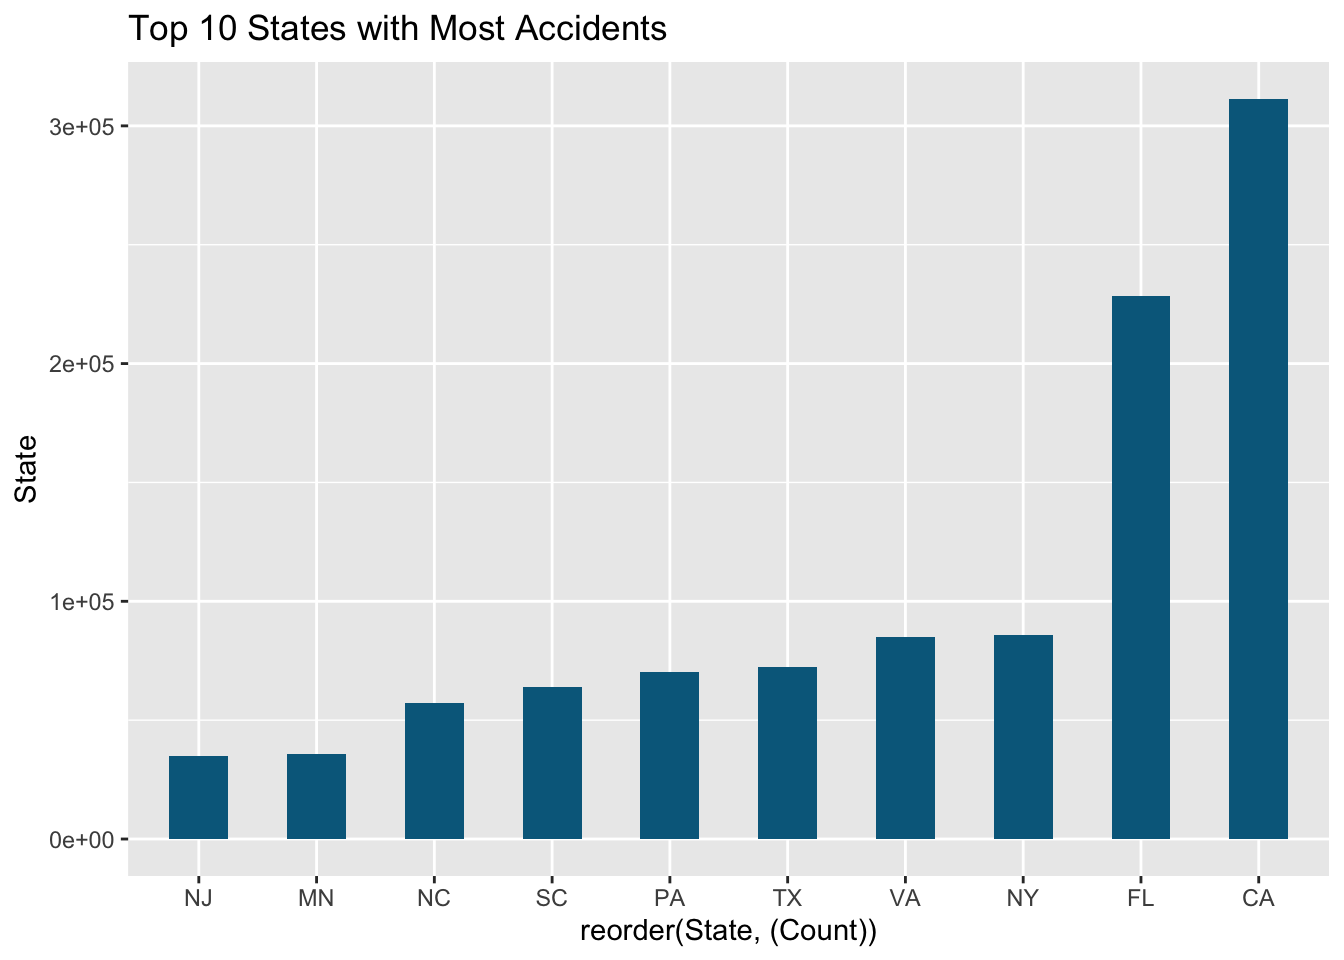 Top 10 States with Most Accidents
3e+05
2e+05
1e+05
0e+00
State
NJ MN NC SC PA TX VA NY FL CA
reorder(State, (Count))